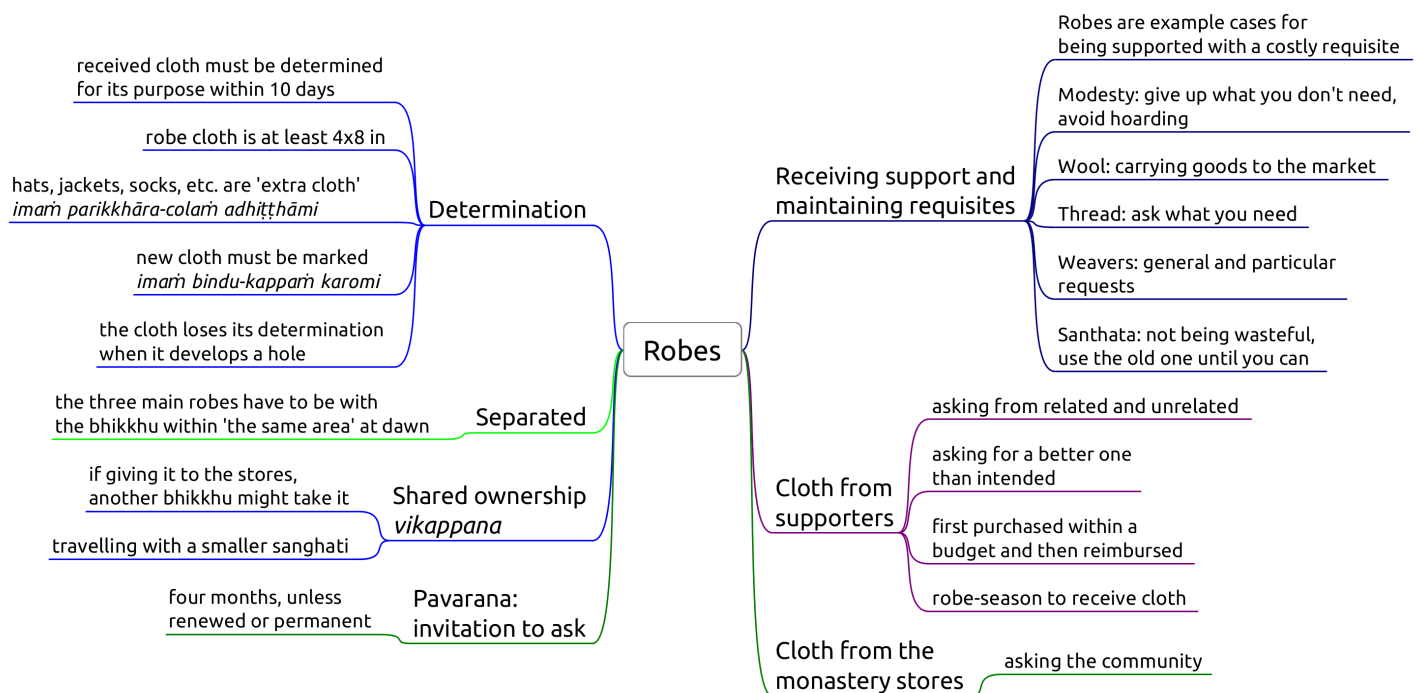 Robes
Determination
received cloth must be determined
for its purpose within 10 days
robe cloth is at least 4x8 in
hats, jackets, socks, etc. are 'extra cloth'
imaṁ parikkhāra-colaṁ adhiṭṭhāmi
new cloth must be marked
imaṁ bindu-kappaṁ karomi
the cloth loses its determination
when it develops a hole
Separated
the three main robes have to be with
the bhikkhu within 'the same area' at dawn
Shared ownership
vikappana
if giving it to the stores,
another bhikkhu might take it
travelling with a smaller sanghati
Pavarana:
invitation to ask
four months, unless
renewed or permanent
Receiving support and
maintaining requisites
Robes are example cases for
being supported with a costly requisite
Modesty: give up what you don't need,
avoid hoarding
Wool: carrying goods to the market
Thread: ask what you need
Weavers: general and particular
requests
Santhata: not being wasteful,
use the old one until you can
Cloth from
supporters
asking from related and unrelated
asking for a better one
than intended
first purchased within a
budget and then reimbursed
robe-season to receive cloth
Cloth from the
monastery stores
asking the community